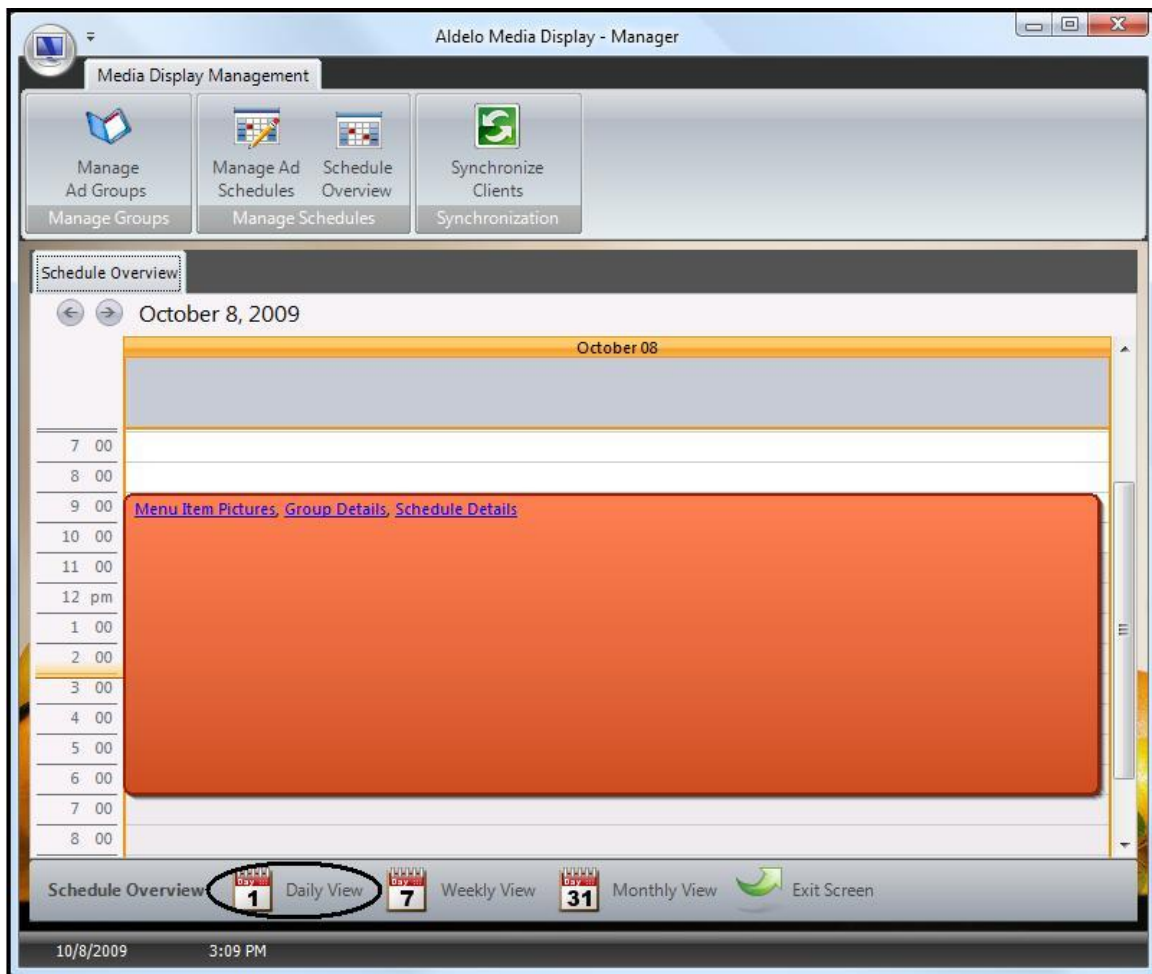 Aldelo Media Display - Manager
Media Display Management
Manage Ad Groups
Manage Ad Schedules
Schedule Overview
Synchronize Clients
Manage Groups
Manage Schedules
Synchronization
Schedule Overview
October 8, 2009
October 08
7 00
8 00
9 00
Menu Item Pictures, Group Details, Schedule Details
10 00
11 00
12 pm
1 00
2 00
3 00
4 00
5 00
6 00
7 00
8 00
Schedule Overview
Day 1
Daily View
Day 7
Weekly View
Day 31
Monthly View
Exit Screen
10/8/2009
3:09 PM